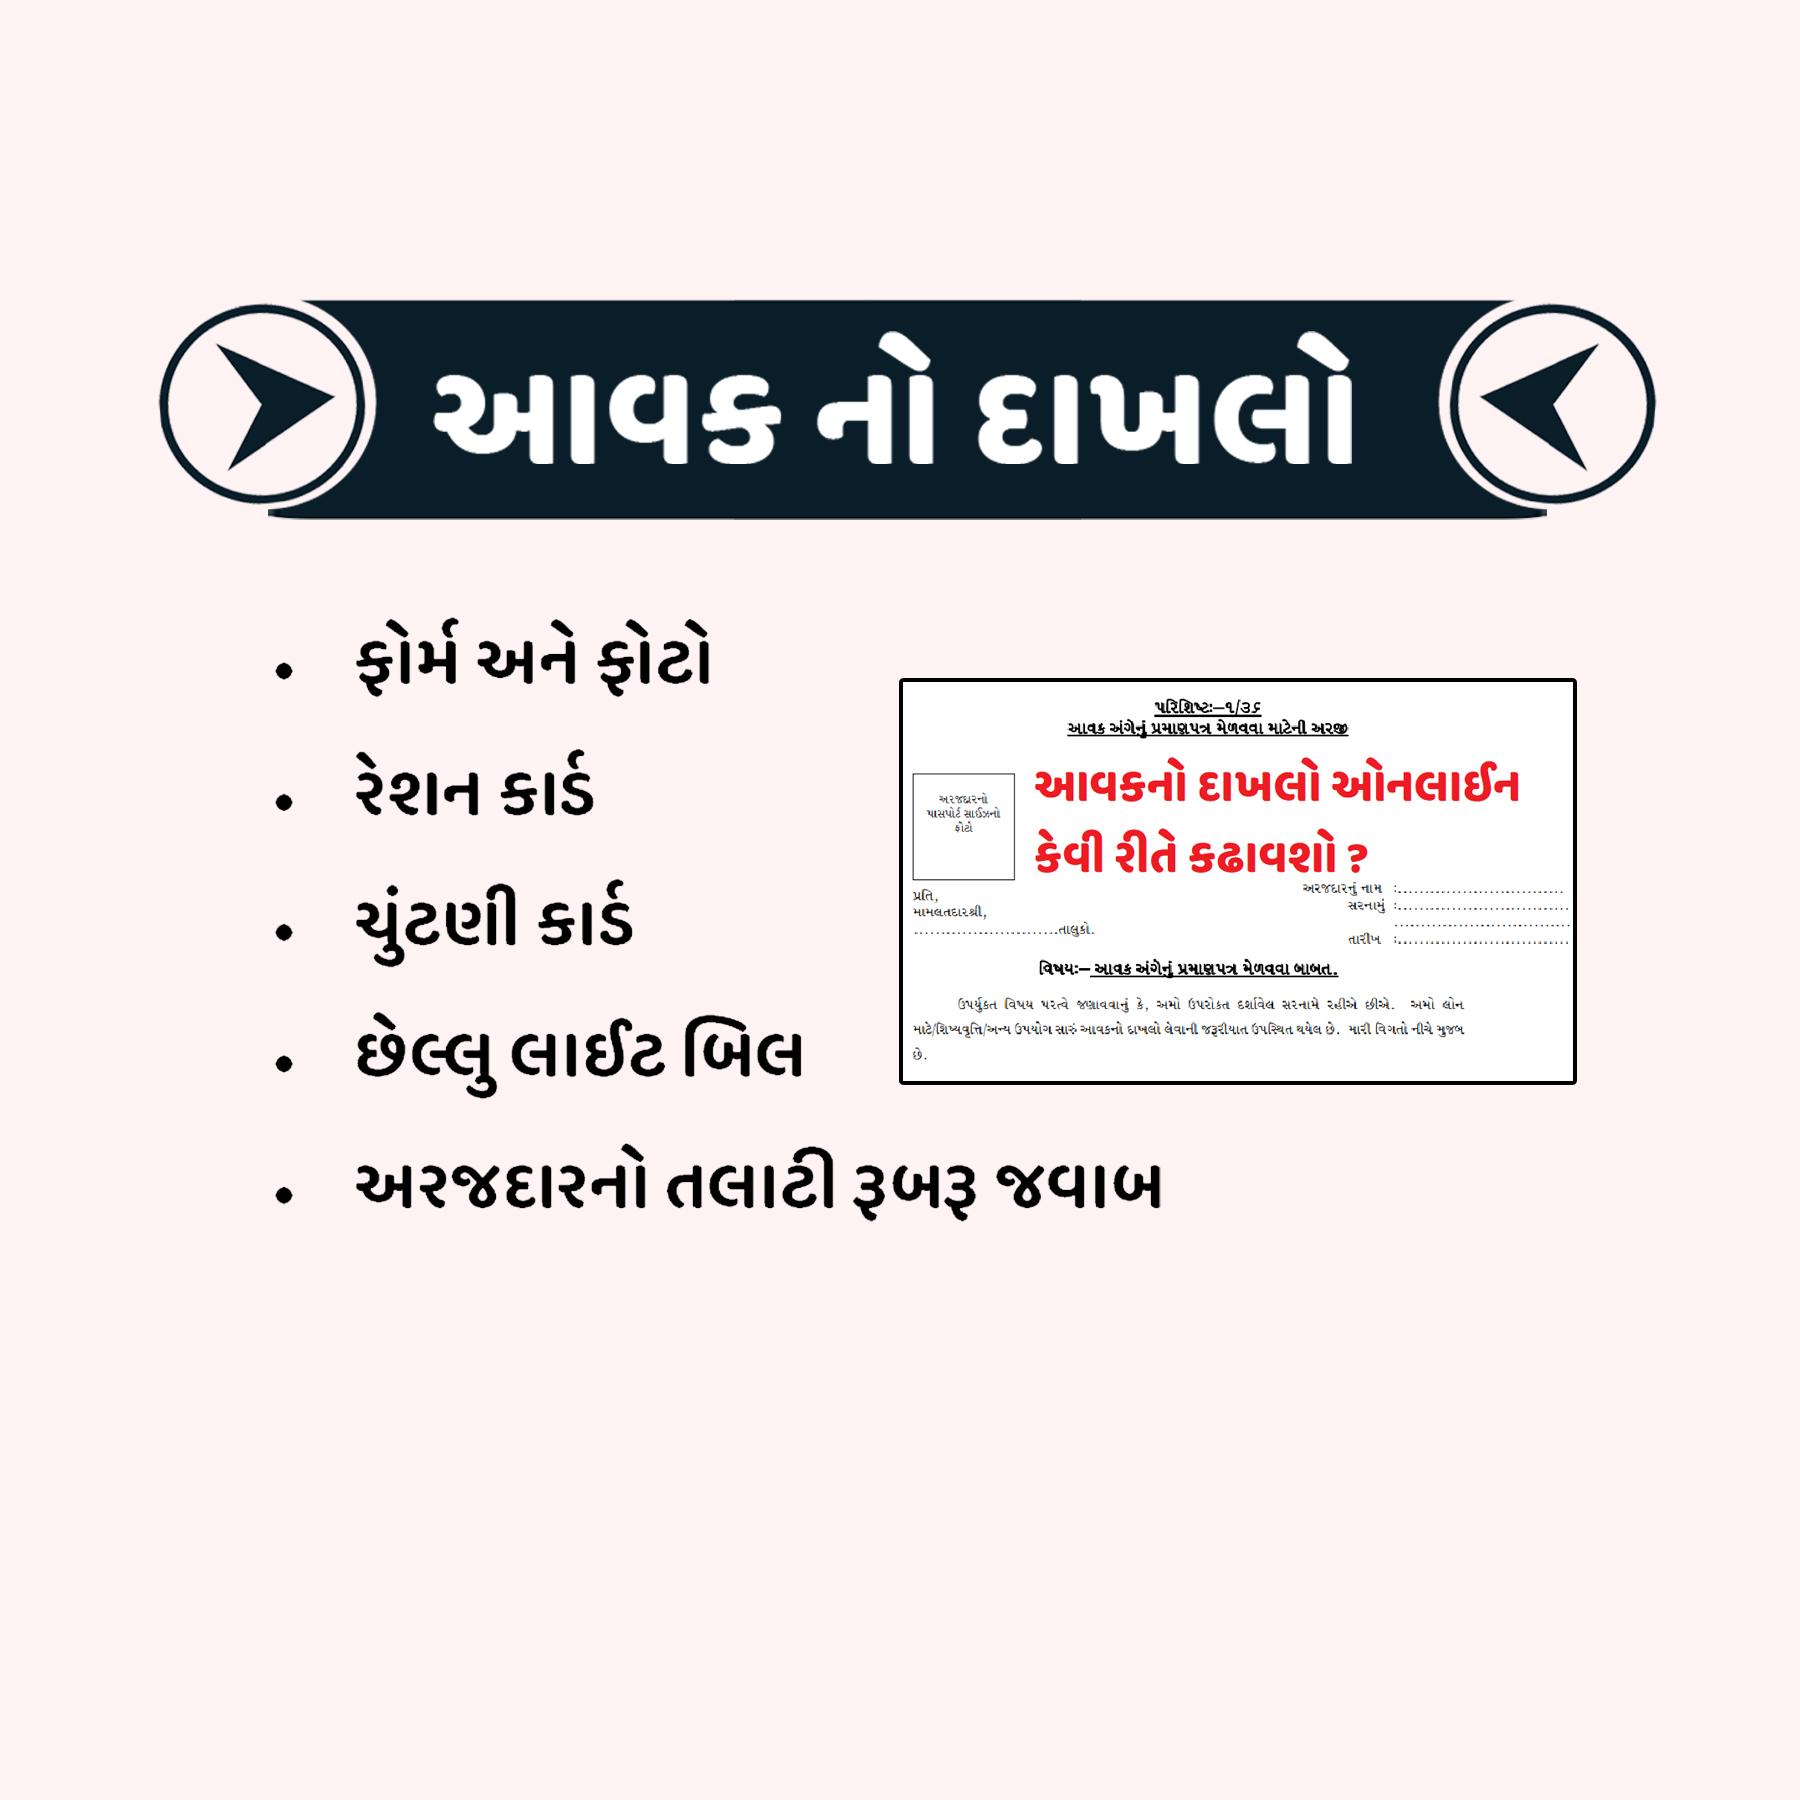 આવક નો દાખલો
ફોર્મ અને ફોટો
રેશન કાર્ડ
ચુંટણી કાર્ડ
છેલ્લુ લાઈટ બિલ
અરજદારનો તલાટી રૂબરૂ જવાબ
પરિશિષ્ટઃ–૧/૩૬
આવક અંગેનું પ્રમાણપત્ર મેળવવા માટેની અરજી
આવકનો દાખલો ઓનલાઈન
કેવી રીતે કઢાવશો ?
અરજદારનો
પાસપોર્ટ સાઈઝનો
ફોટો
અરજદારનું નામ :................................
સરનામું :.................................
..................................
તારીખ :.................................
પ્રતિ,
મામલતદારશ્રી,
............................તાલુકો.
વિષયઃ– આવક અંગેનું પ્રમાણપત્ર મેળવવા બાબત.
ઉપર્યુકત વિષય પરત્વે જણાવવાનું કે, અમો ઉપરોકત દર્શાવેલ સરનામે રહીએ છીએ. અમો લોન
માટે/શિષ્યવૃત્તિ/અન્ય ઉપયોગ સારું આવકનો દાખલો લેવાની જરૂરીયાત ઉપસ્થિત થયેલ છે. મારી વિગતો નીચે મુજબ
છે.